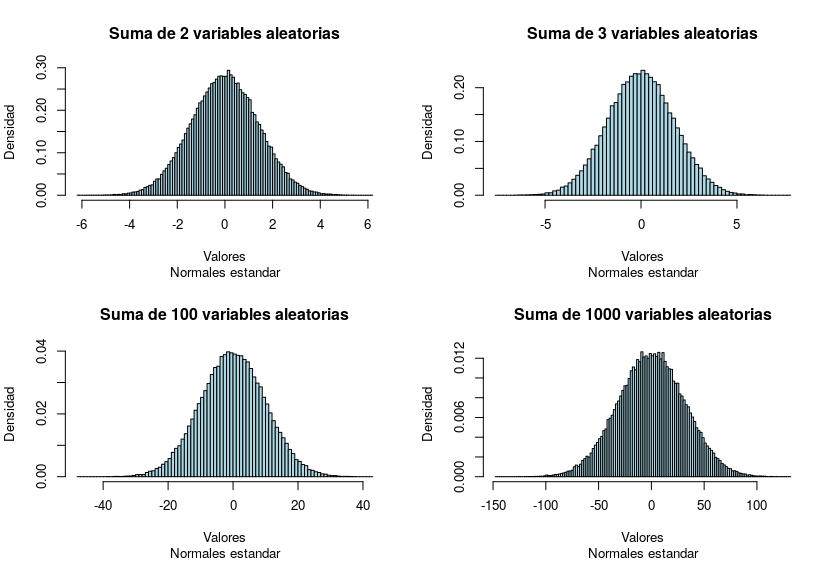 Suma de 2 variables aleatorias
Densidad
0.30
0.20
0.10
0.00
-6 -4 -2 0 2 4 6
Valores
Normales estandar
Suma de 3 variables aleatorias
Densidad
0.20
0.10
0.00
-5 0 5
Valores
Normales estandar
Suma de 100 variables aleatorias
Densidad
0.04
0.02
0.00
-40 -20 0 20 40
Valores
Normales estandar
Suma de 1000 variables aleatorias
Densidad
0.012
0.006
0.000
-150 -100 -50 0 50 100
Valores
Normales estandar